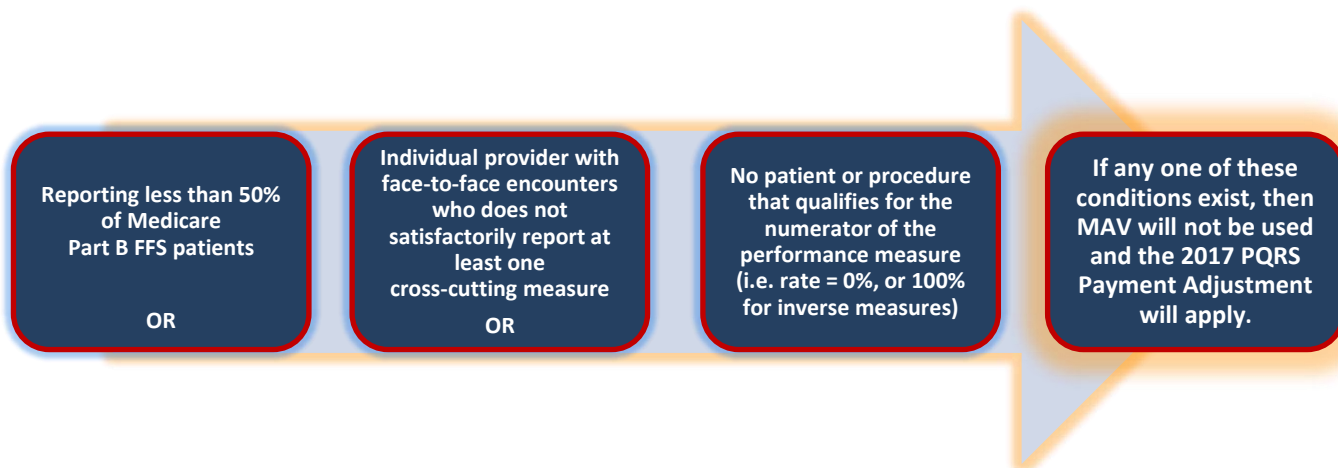 Reporting less than 50%
of Medicare
Part B FFS patients
OR
Individual provider with
face-to-face encounters
who does not
satisfactorily report at
least one
cross-cutting measure
OR
No patient or procedure
that qualifies for the
numerator of the
performance measure
(i.e. rate = 0%, or 100%
for inverse measures)
If any one of these
conditions exist, then
MAV will not be used
and the 2017 PQRS
Payment Adjustment
will apply.